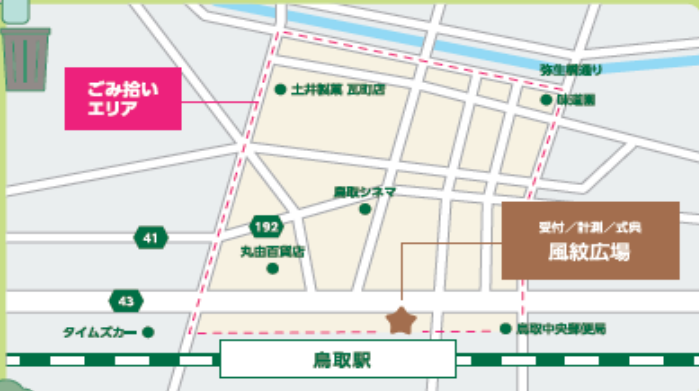 ごみ拾い
エリア
土井製菓 瓦町店
弥生橋通り
味道園
鳥取シネマ
192
41
丸由百貨店
受付／計測／式典
風紋広場
43
タイムズカー
鳥取中央郵便局
鳥取駅